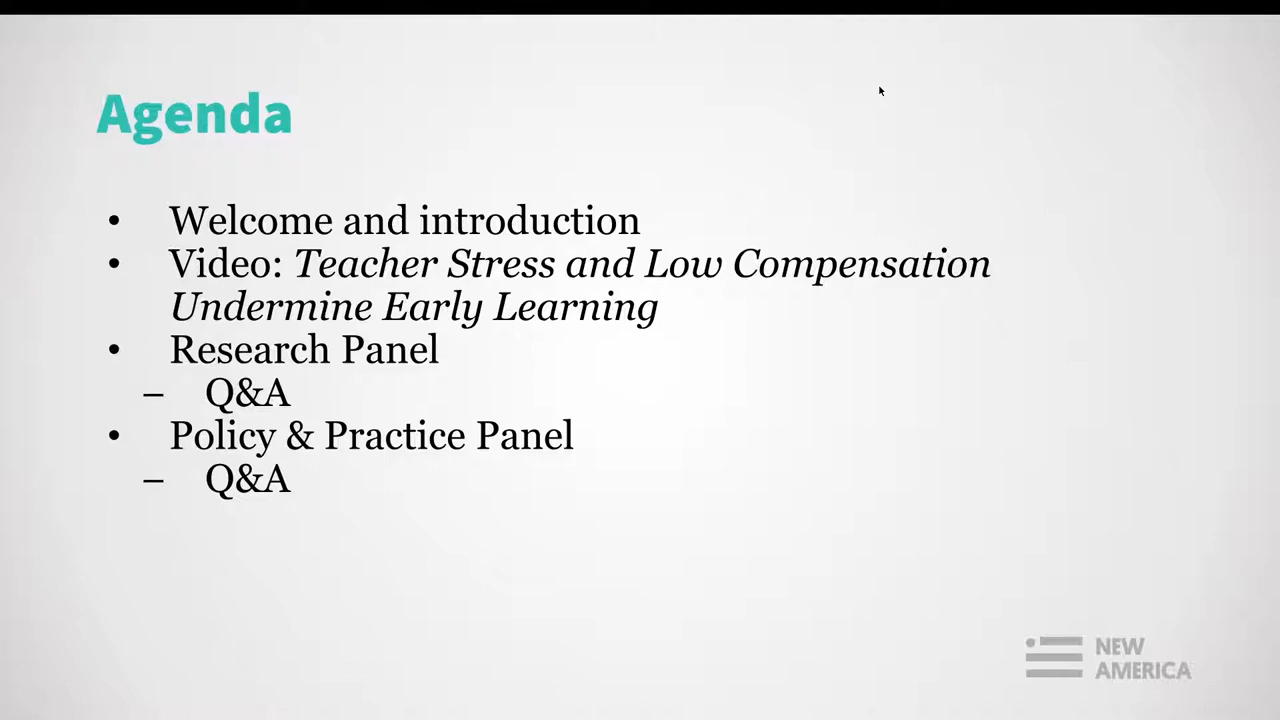 Agenda
• Welcome and introduction
• Video: Teacher Stress and Low Compensation
Undermine Early Learning
• Research Panel
– Q&A
• Policy & Practice Panel
– Q&A
NEW
AMERICA